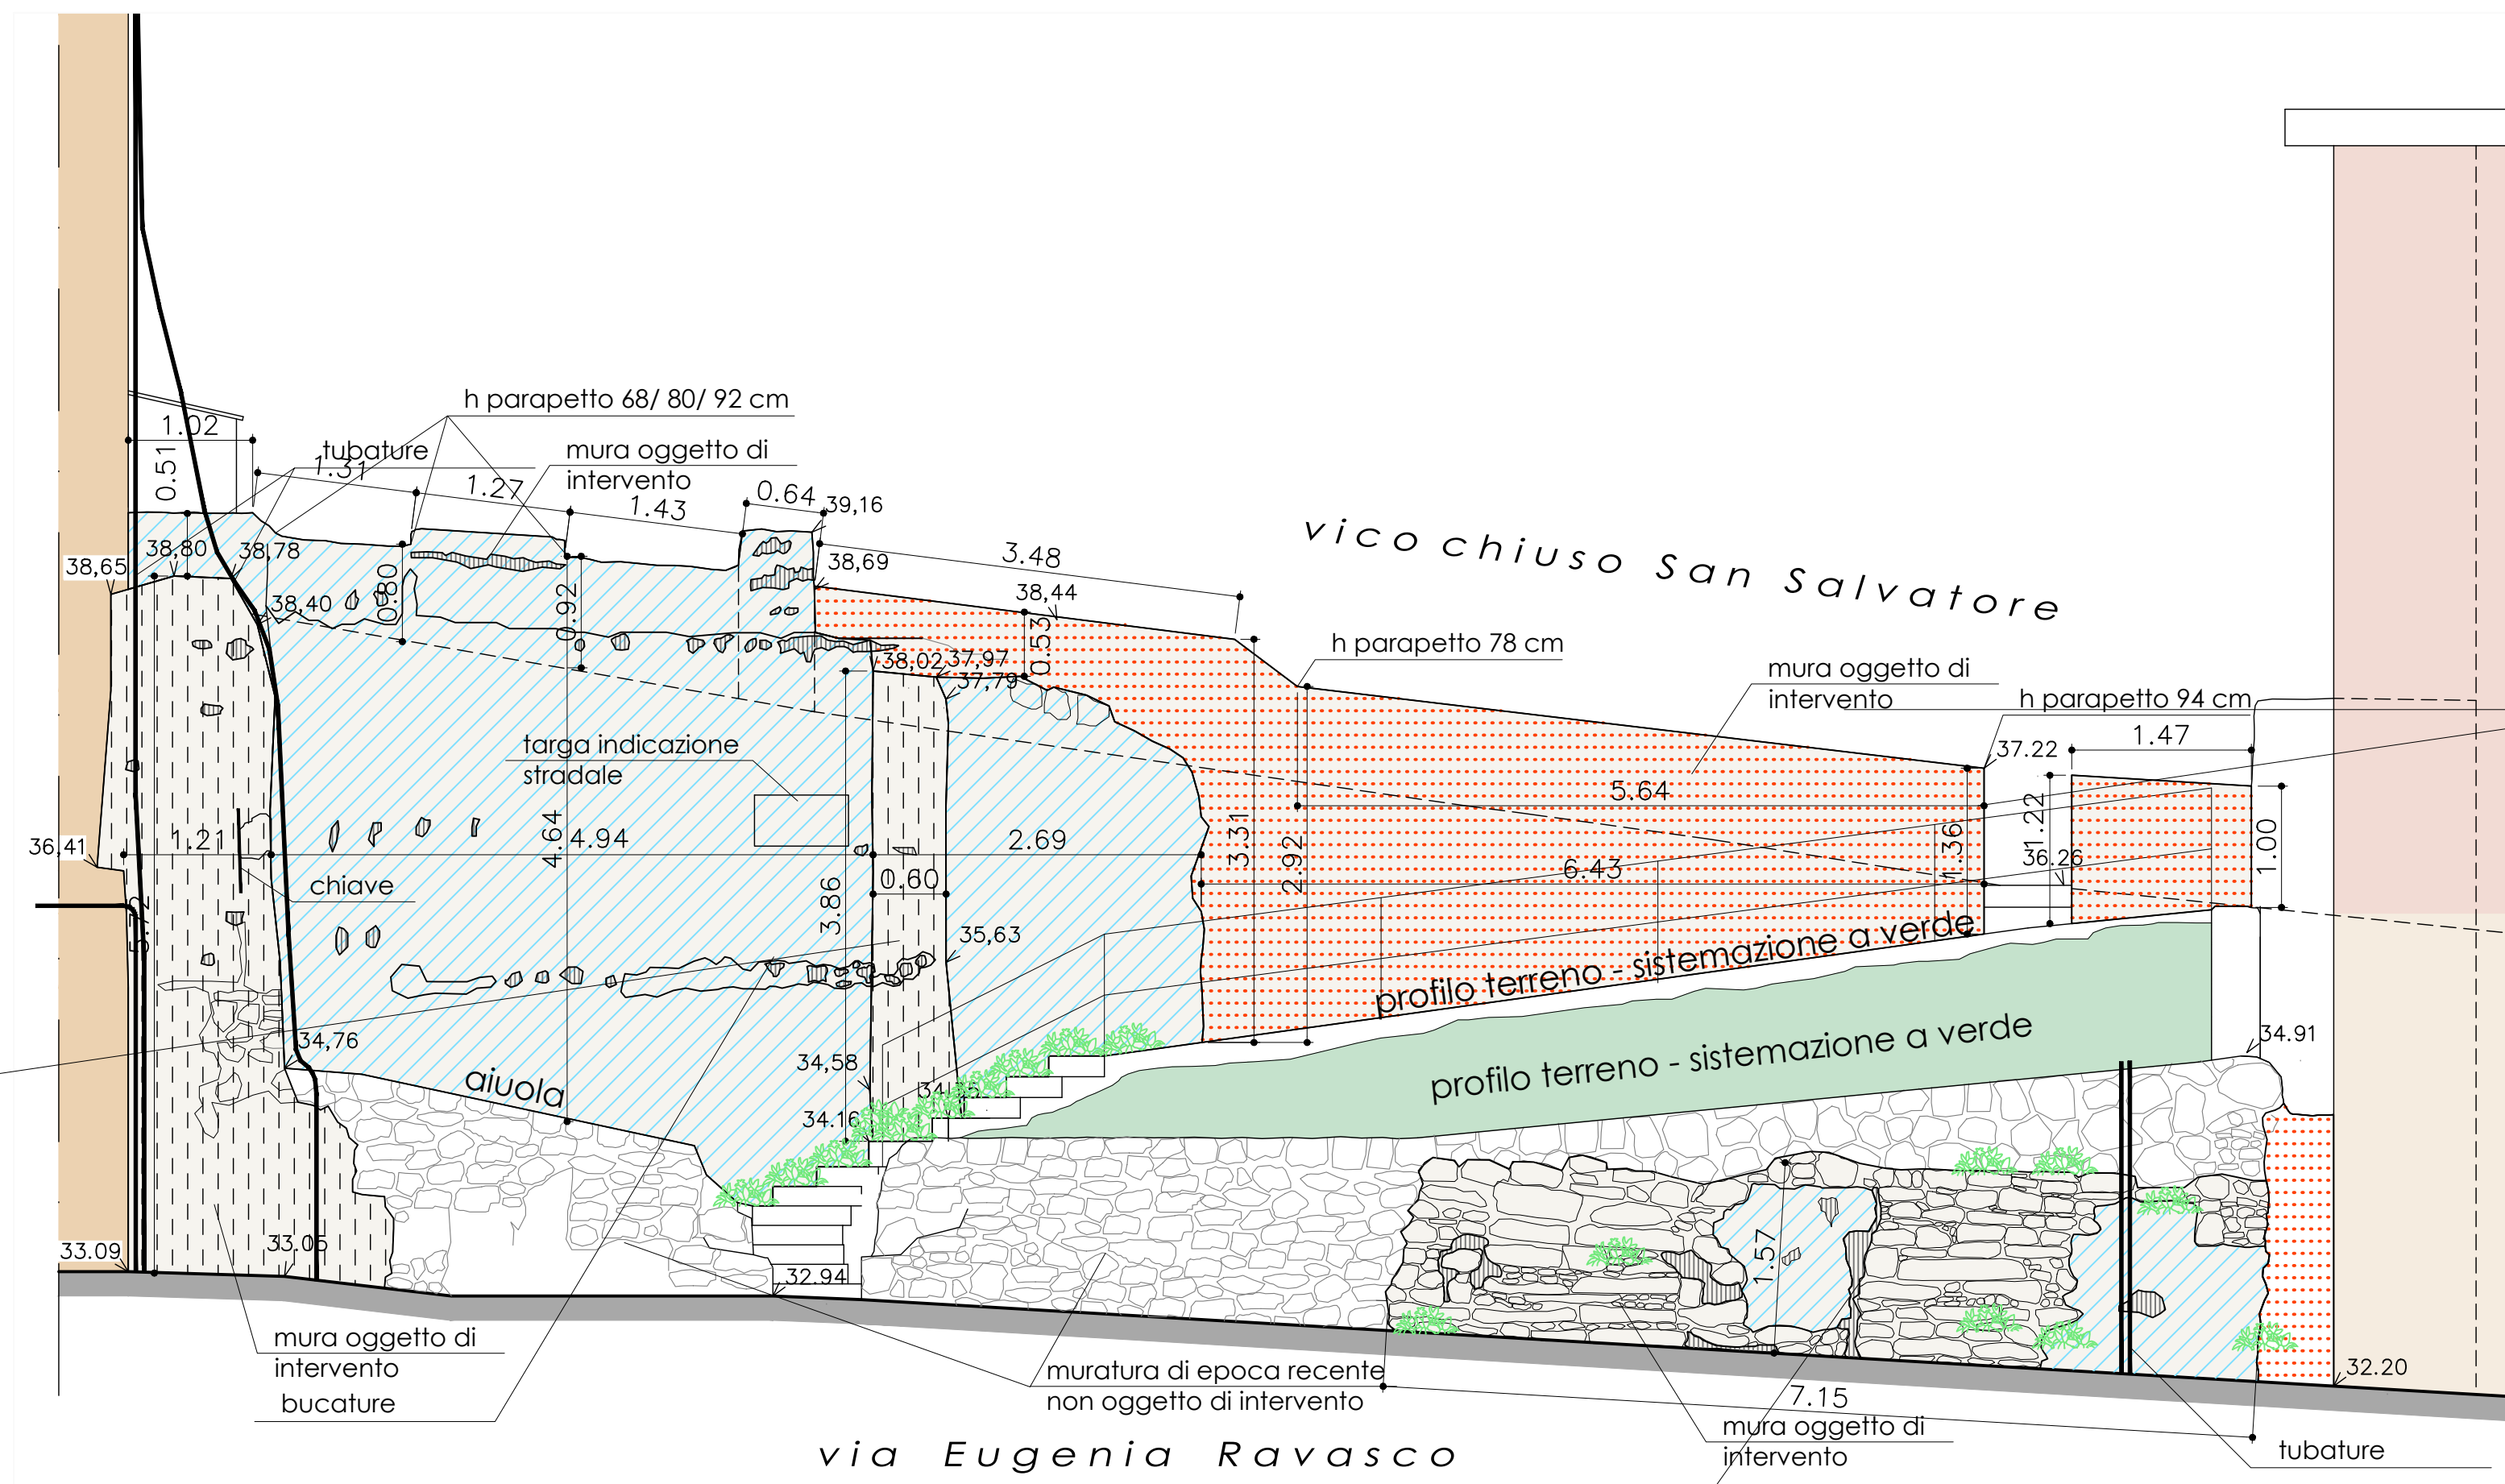 h parapetto 68/ 80/ 92 cm
1.02
tubature
mura oggetto di
intervento
0.51
1.31
1.27
1.43
0.64
39,16
vico chiuso San Salvatore
38,65
38,80
38,78
38,69
3.48
38,44
0.80
38,40
0.92
0.53
h parapetto 78 cm
38,02
37,97
37,79
mura oggetto di
intervento
h parapetto 94 cm
targa indicazione
stradale
37.22
1.47
5.64
36,41
1.21
4.64
4.94
2.69
3.31
2.92
1.36
1.22
36.26
1.00
chiave
3.86
0.60
6.43
5.72
35,63
profilo terreno - sistemazione a verde
34,76
aiuola
34,58
34.16
profilo terreno - sistemazione a verde
34.91
33.09
33.05
32.94
1.57
mura oggetto di
intervento
bucature
muratura di epoca recente
non oggetto di intervento
7.15
32.20
mura oggetto di
intervento
tubature
via Eugenia Ravasco